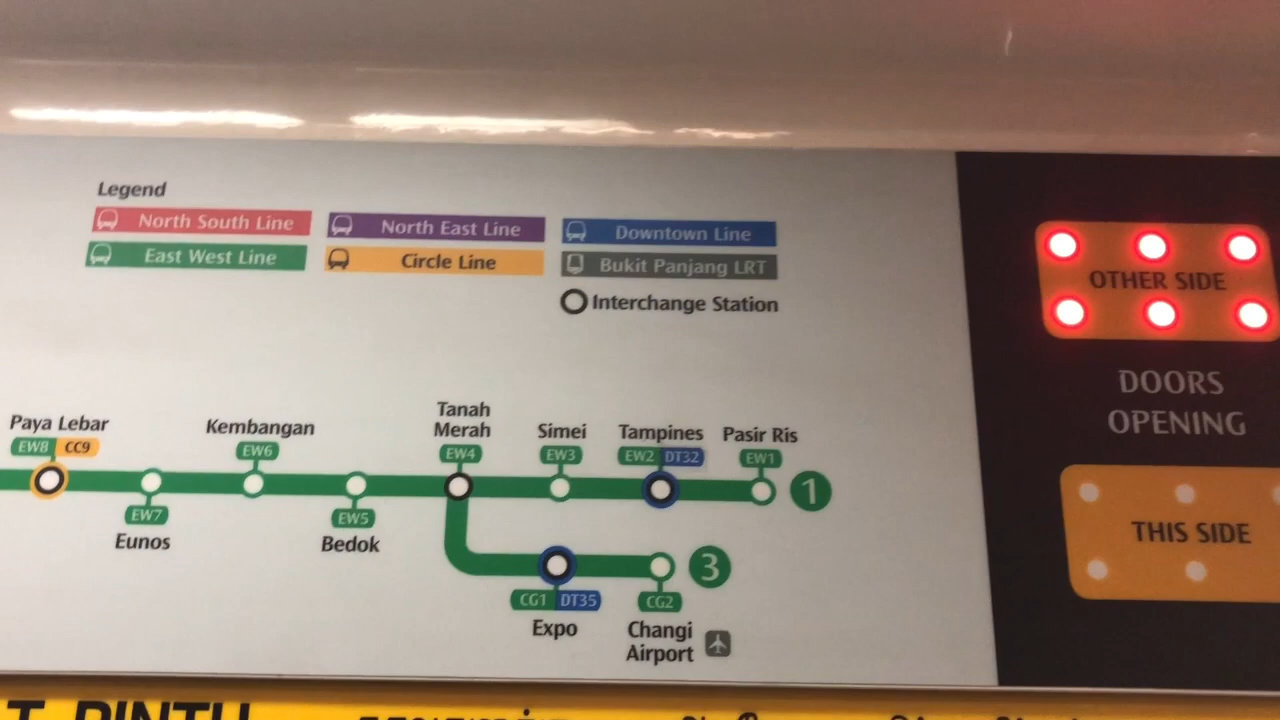 Legend
North South Line
North East Line
Downtown Line
East West Line
Circle Line
Bukit Panjang LRT
Interchange Station
Paya Lebar
EW8 CC9
EW7
Eunos
Kembangan
EW6
EW5
Bedok
Tanah
Merah
EW4
Simei
EW3
Tampines
EW2 DT32
Pasir Ris
EW1
1
CG1 DT35
Expo
CG2
Changi
Airport
3
OTHER SIDE
DOORS
OPENING
THIS SIDE